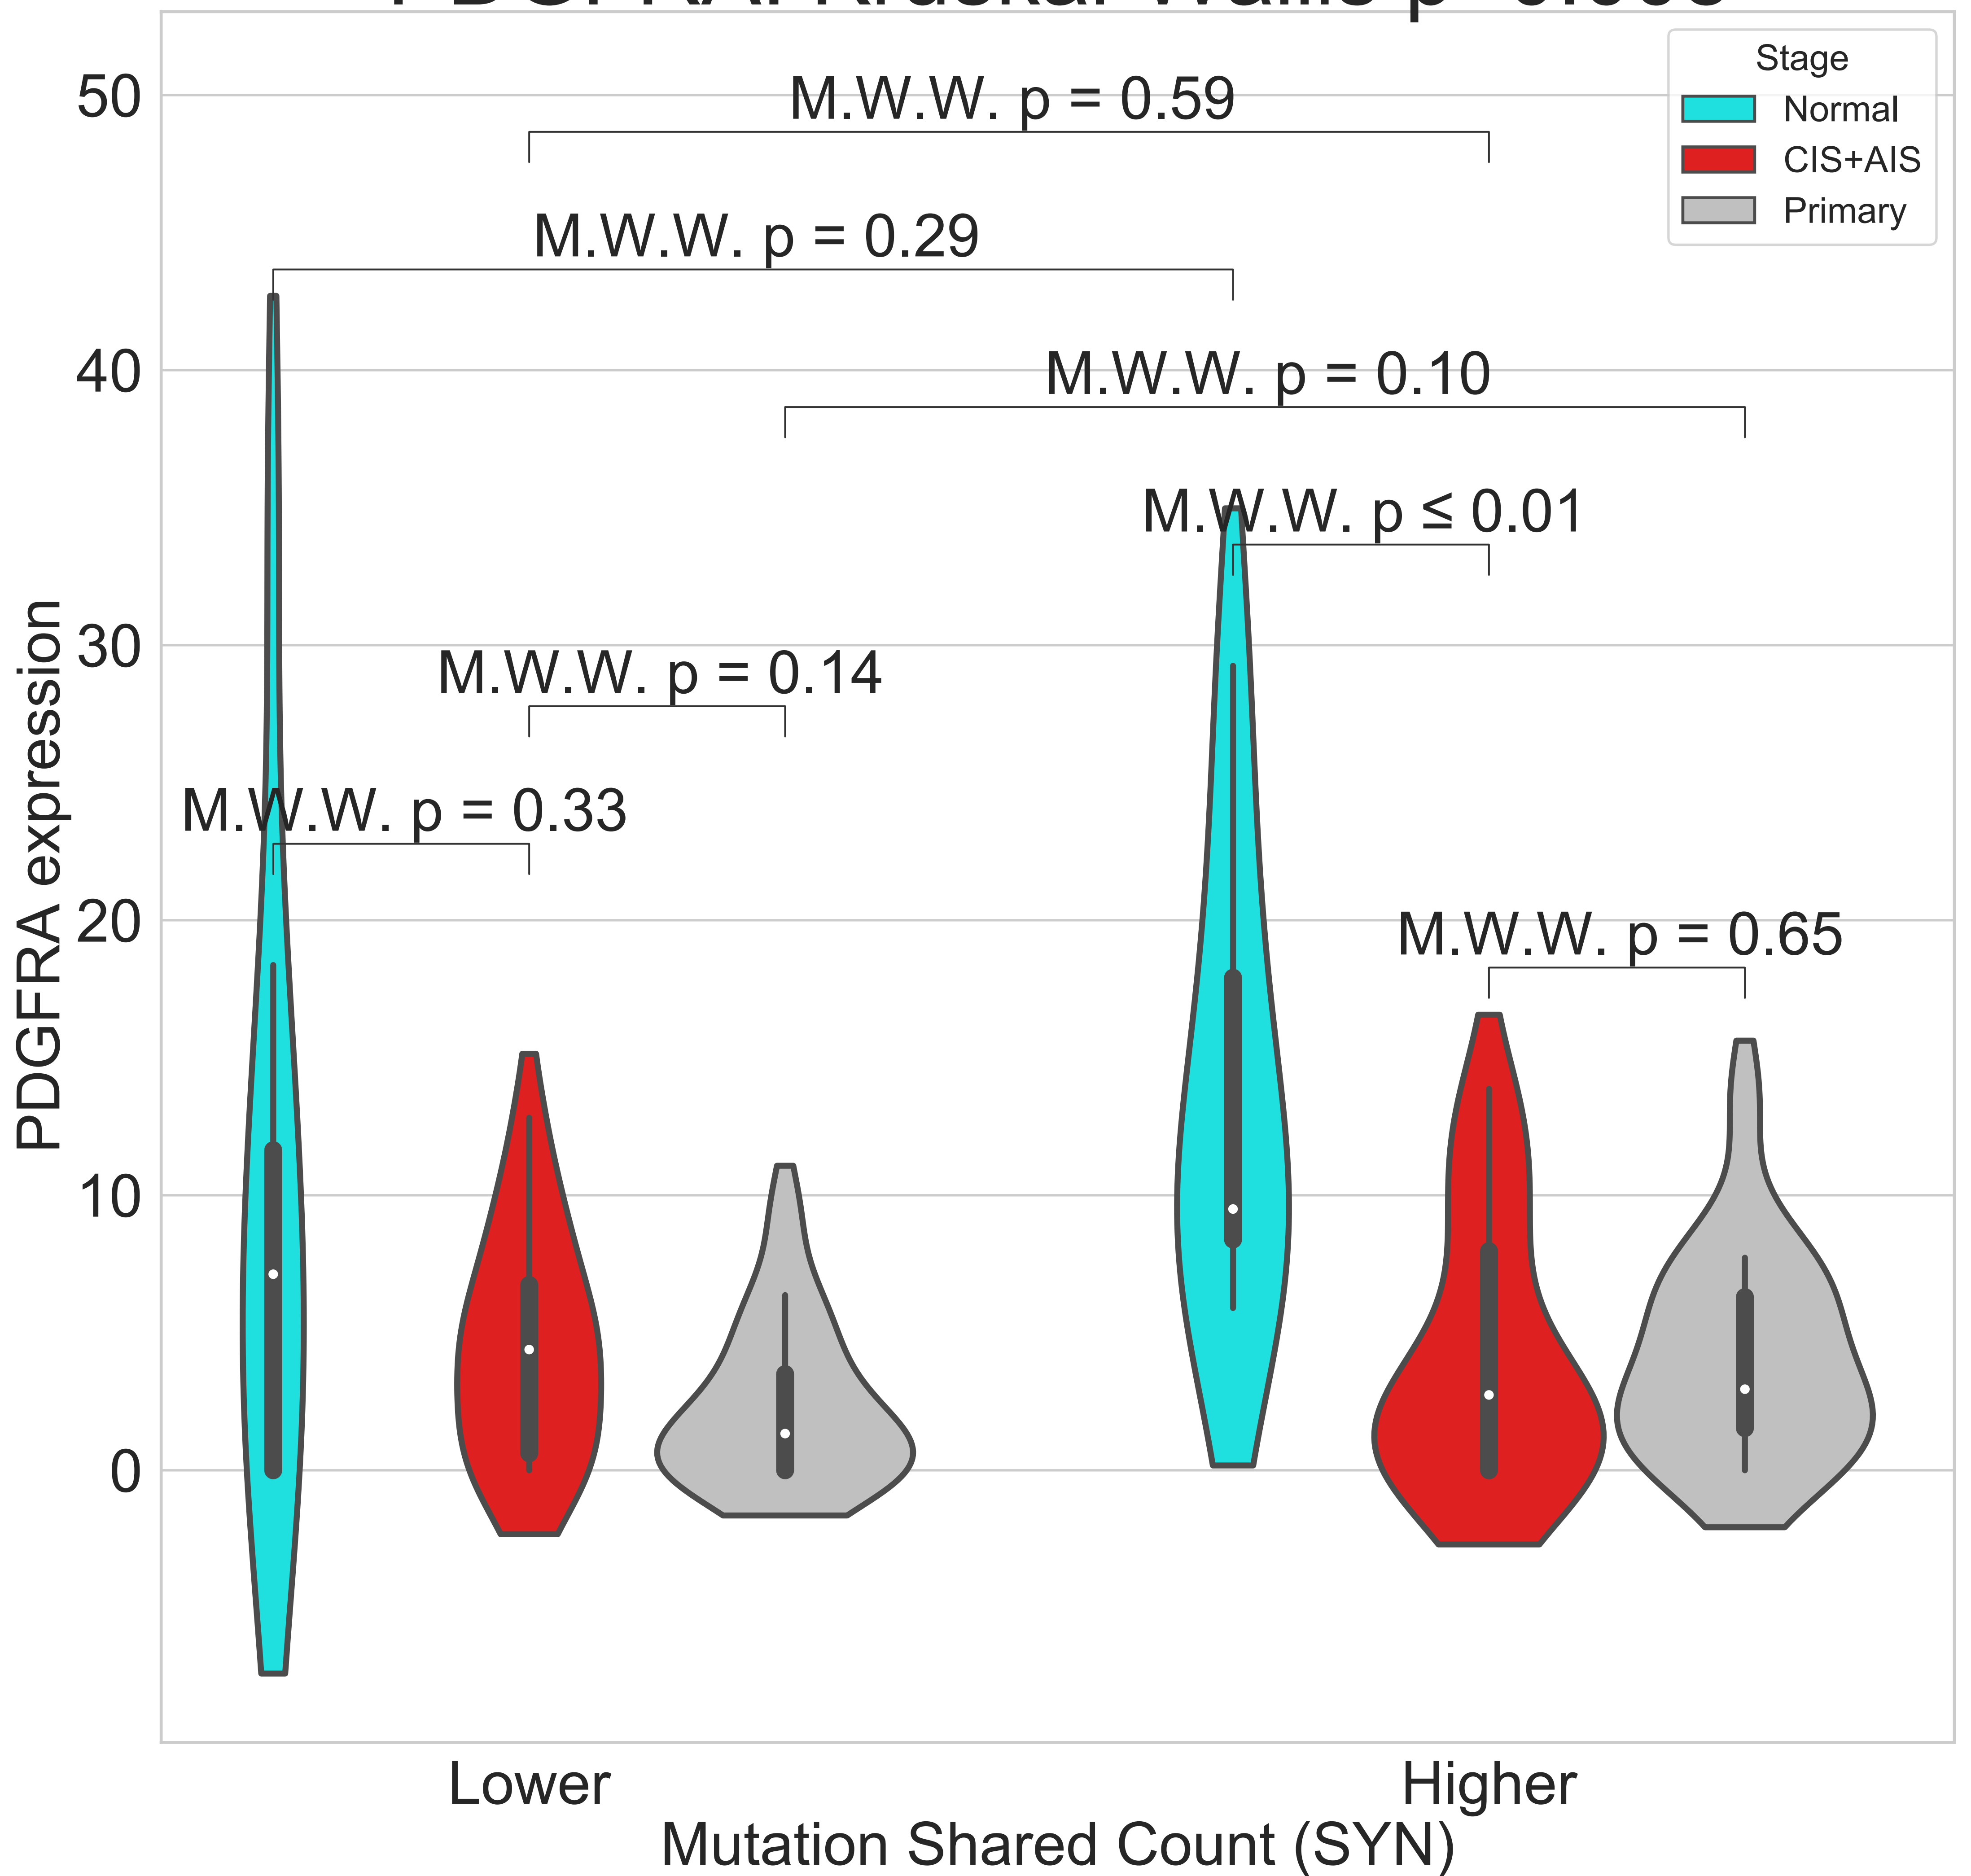 Stage
Normal
CIS+AIS
Primary
M.W.W. p = 0.59
M.W.W. p = 0.29
M.W.W. p = 0.10
M.W.W. p ≤ 0.01
M.W.W. p = 0.14
M.W.W. p = 0.33
M.W.W. p = 0.65
50
40
30
20
10
0
PDGFRA expression
Lower
Higher
Mutation Shared Count (SYN)